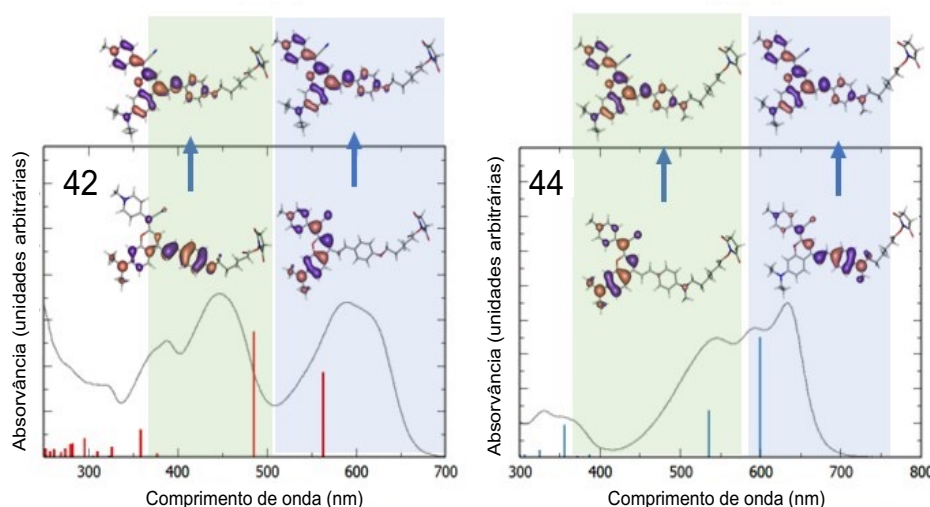 42
Absorvância (unidades arbitrárias)
300 400 500 600 700
Comprimento de onda (nm)
44
Absorvância (unidades arbitrárias)
300 400 500 600 700 800
Comprimento de onda (nm)